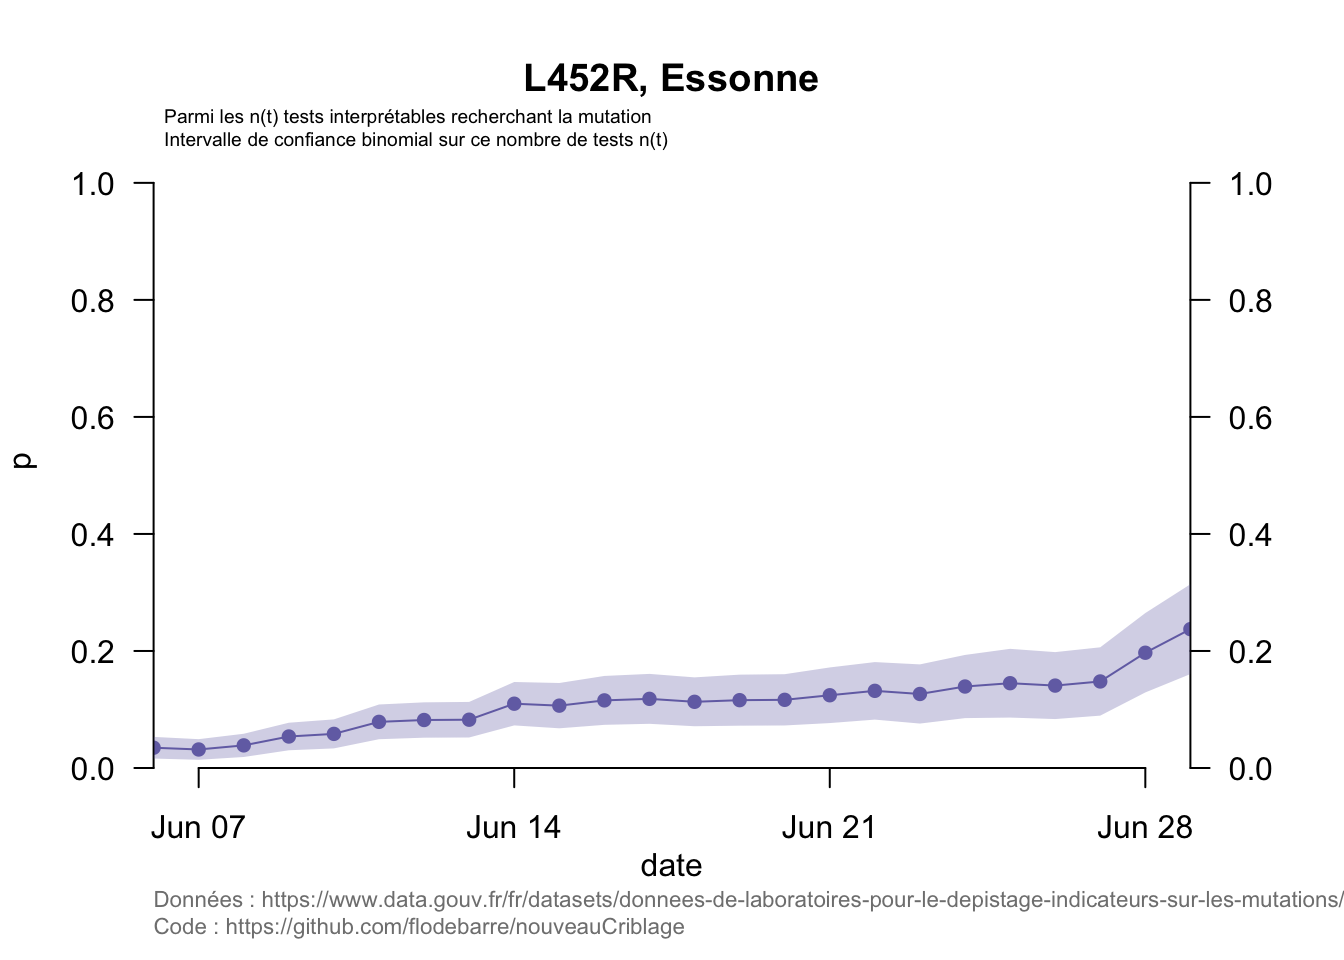 L452R, Essonne
Parmi les n(t) tests interprétables recherchant la mutation
Intervalle de confiance binomial sur ce nombre de tests n(t)
1.0 1.0
0.8 0.8
0.6 0.6
p
0.4 0.4
0.2 0.2
0.0 0.0
Jun 07 Jun 14 Jun 21 Jun 28
date
Données : https://www.data.gouv.fr/fr/datasets/donnees-de-laboratoires-pour-le-depistage-indicateurs-sur-les-mutations/
Code : https://github.com/flodebarre/nouveauCriblage